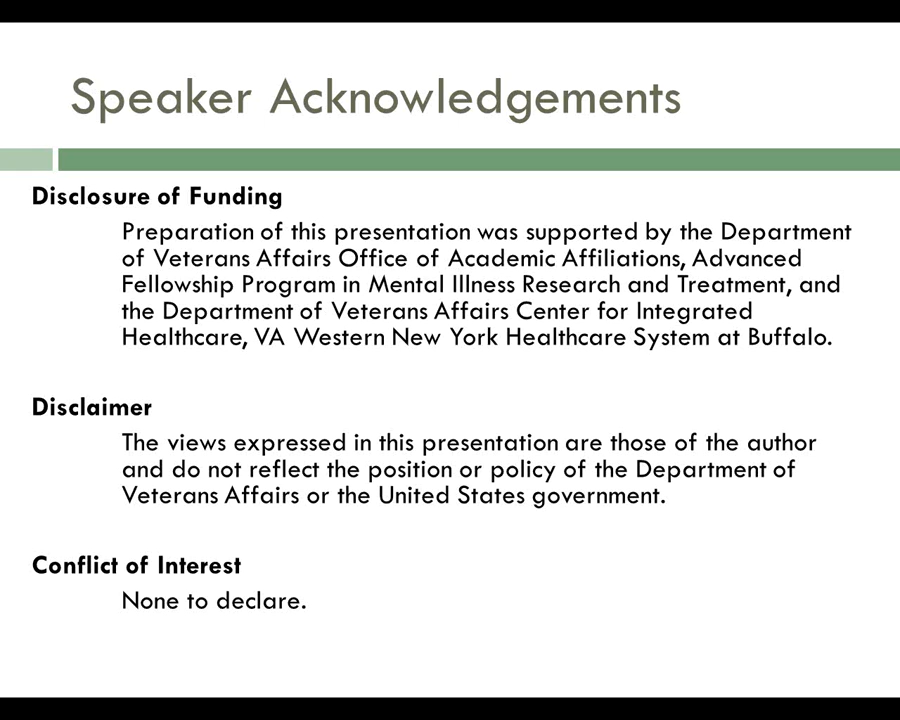 Speaker Acknowledgements
Disclosure of Funding
Preparation of this presentation was supported by the Department
of Veterans Affairs Office of Academic Affiliations, Advanced
Fellowship Program in Mental Illness Research and Treatment, and
the Department of Veterans Affairs Center for Integrated
Healthcare, VA Western New York Healthcare System at Buffalo.
Disclaimer
The views expressed in this presentation are those of the author
and do not reflect the position or policy of the Department of
Veterans Affairs or the United States government.
Conflict of Interest
None to declare.